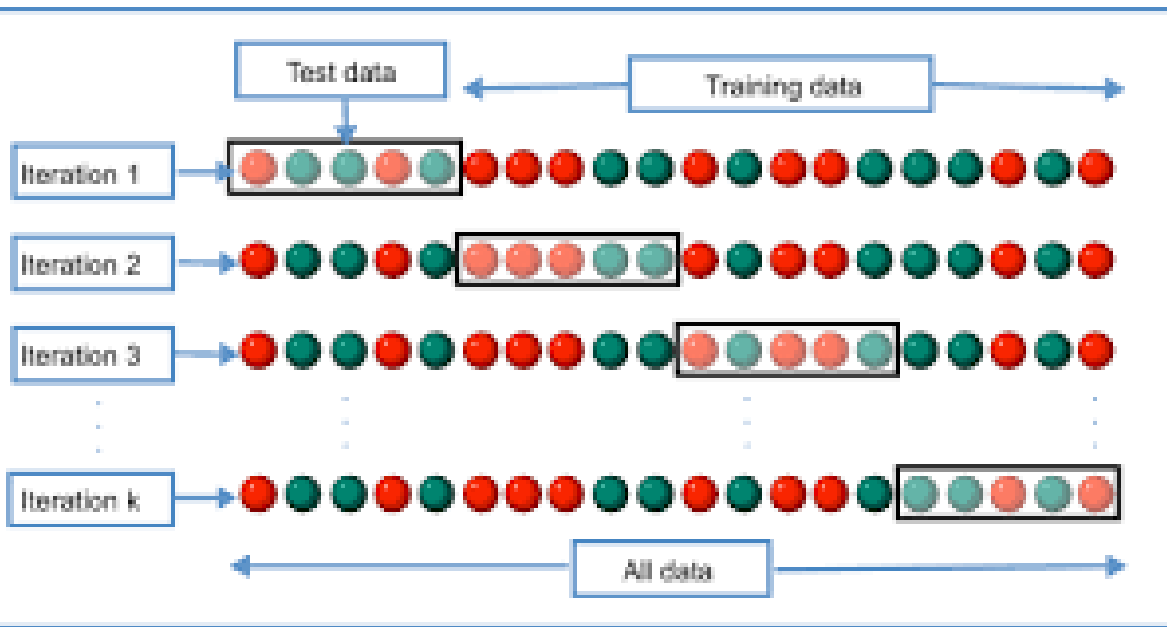 Test data
Training data
Iteration 1
Iteration 2
Iteration 3
Iteration k
All data